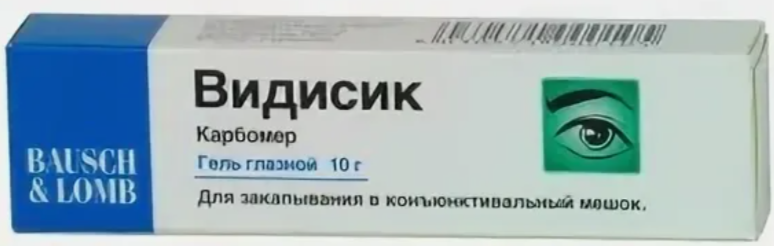 Видисик
Карбомер
Гель глазной 10 г
Для закапывания в конъюнктивальный мешок.
BAUSCH
& LOMB